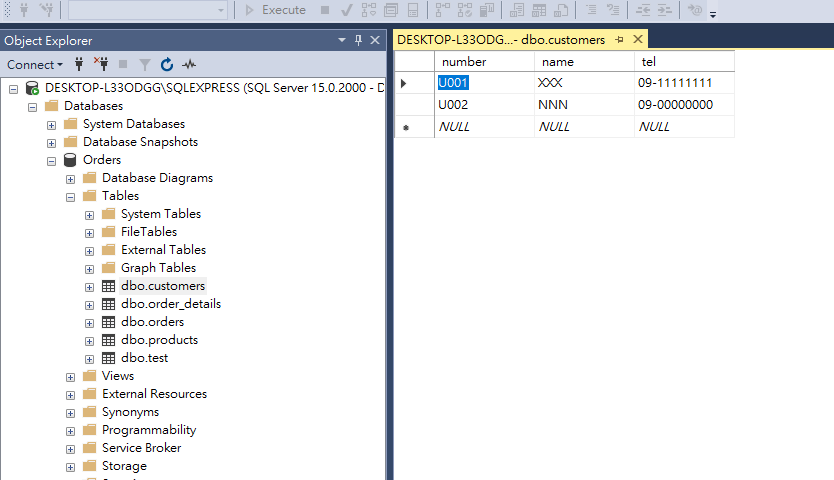 Execute
Object Explorer
Connect
DESKTOP-L33ODGG\SQLEXPRESS (SQL Server 15.0.2000 - D
Databases
System Databases
Database Snapshots
Orders
Database Diagrams
Tables
System Tables
FileTables
External Tables
Graph Tables
dbo.customers
dbo.order_details
dbo.orders
dbo.products
dbo.test
Views
External Resources
Synonyms
Programmability
Service Broker
Storage
DESKTOP-L33ODG...- dbo.customers
number name tel
U001 XXX 09-11111111
U002 NNN 09-00000000
NULL NULL NULL